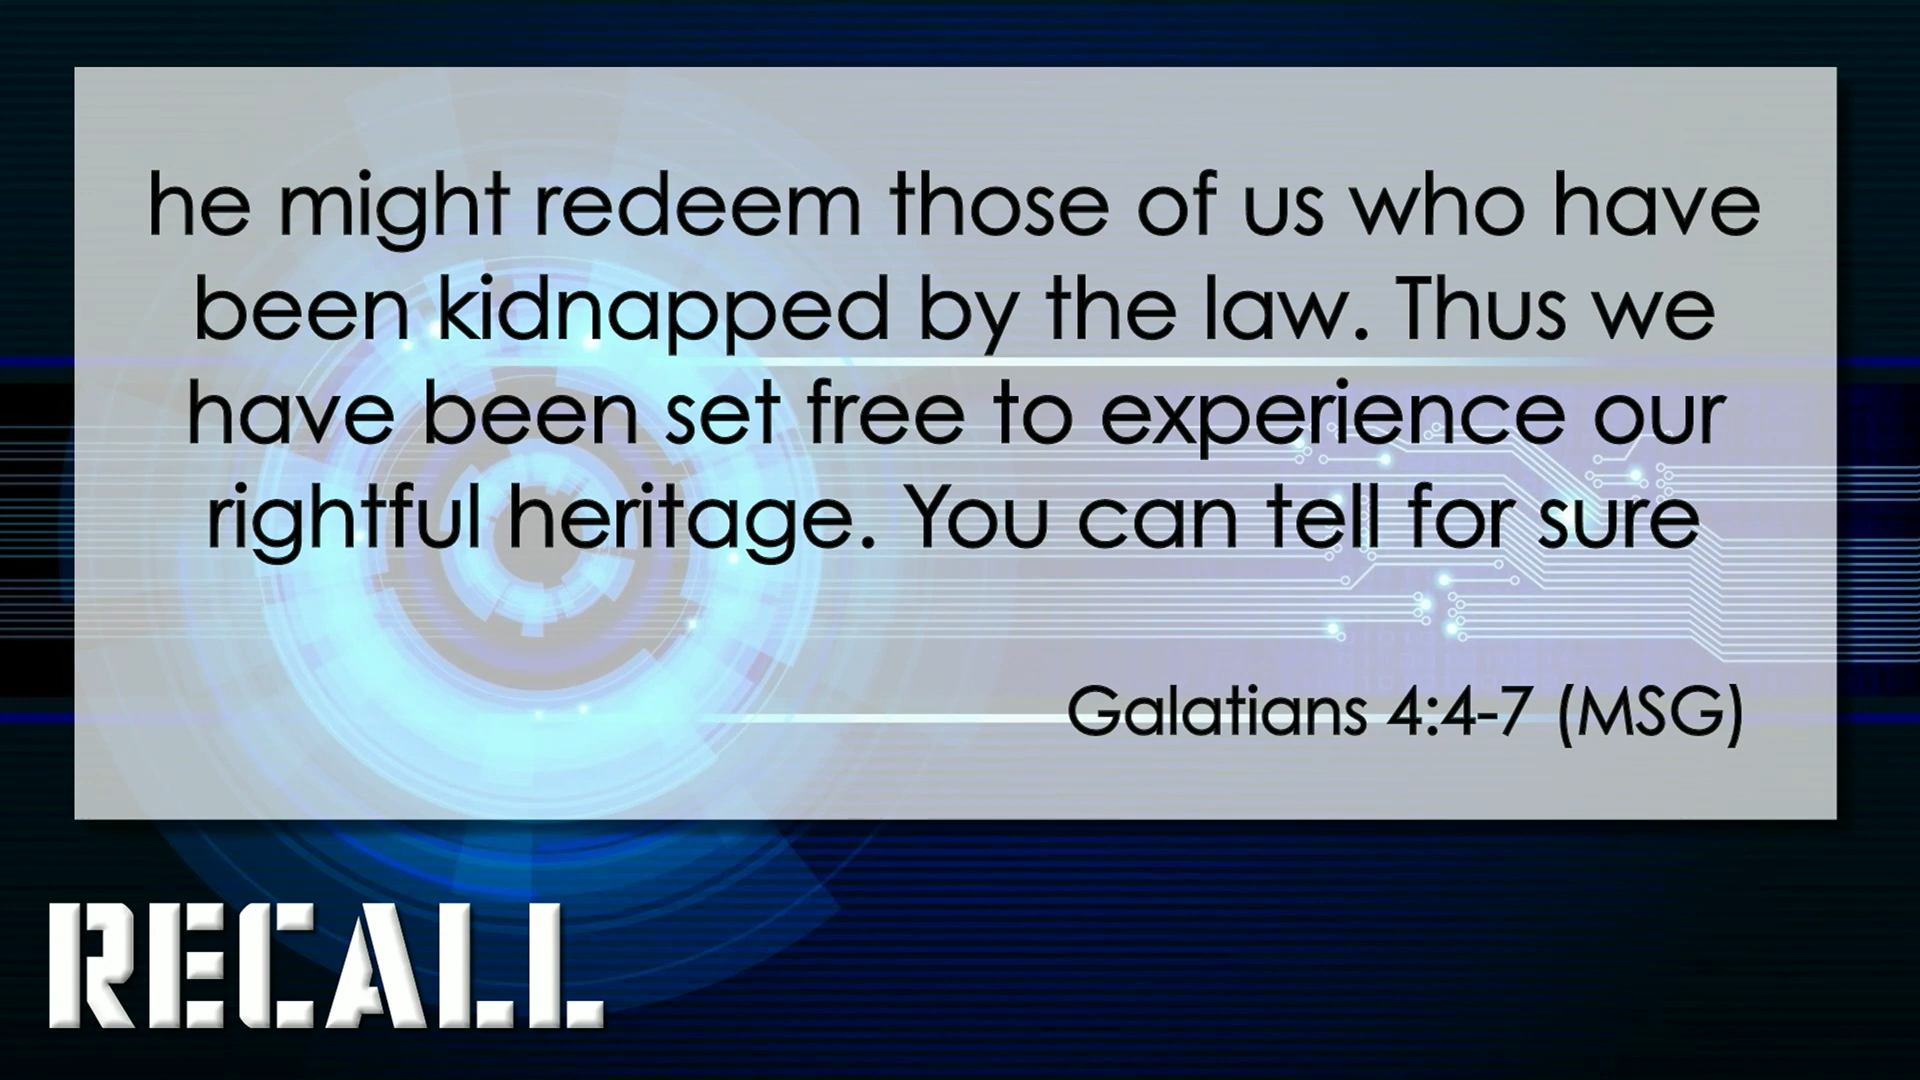 he might redeem those of us who have
been kidnapped by the law. Thus we
have been set free to experience our
rightful heritage. You can tell for sure
Galatians 4:4-7 (MSG)
RECALL